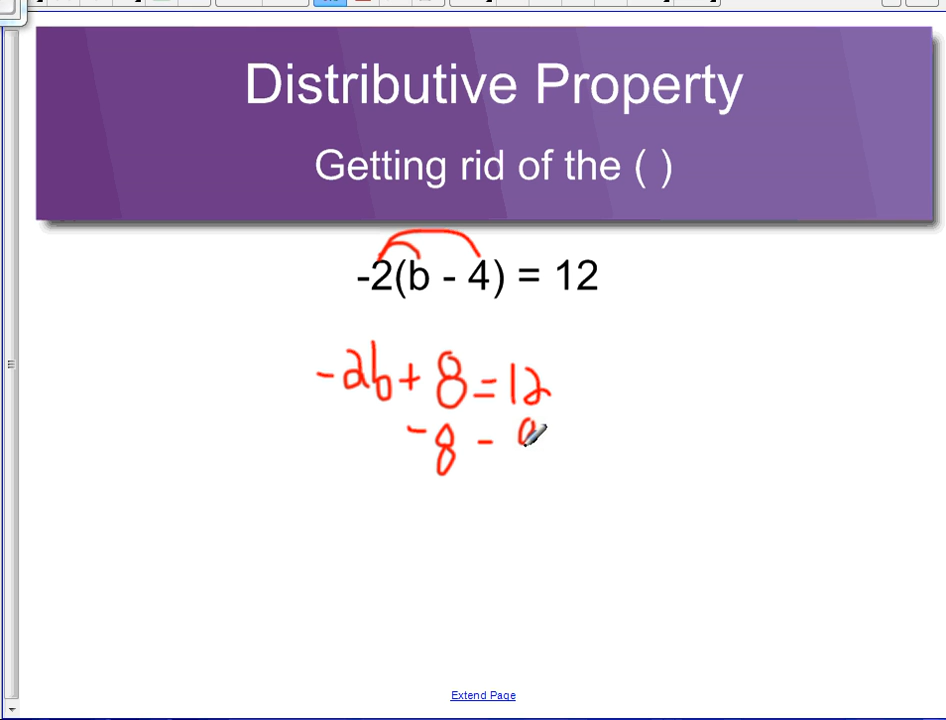 Distributive Property
Getting rid of the ( )
-2(b - 4) = 12
-2b + 8 = 12
-8 -
Extend Page